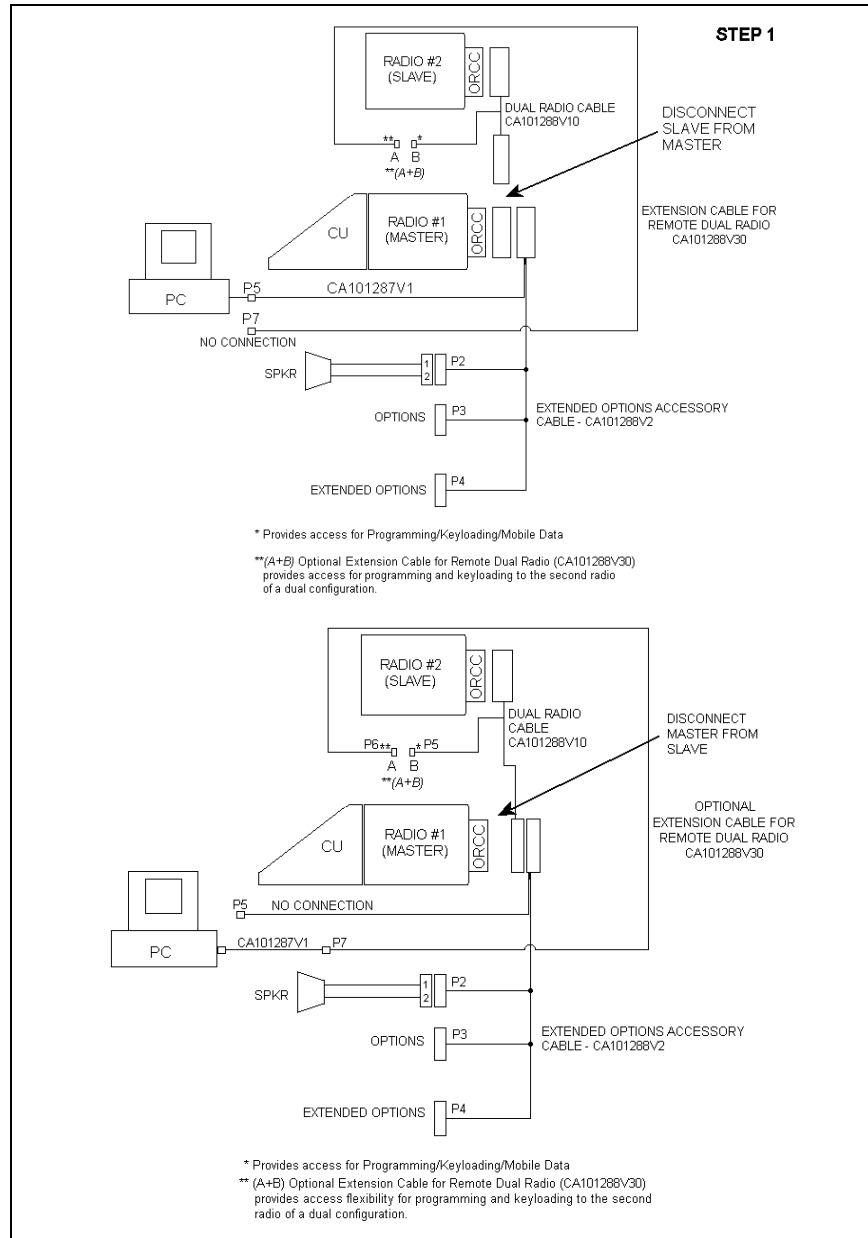 STEP 1
RADIO #2
(SLAVE)
ORCC
DUAL RADIO CABLE
CA101288V10
DISCONNECT
SLAVE FROM
MASTER
** *
A B
**(A+B)
CU
RADIO #1
(MASTER)
ORCC
EXTENSION CABLE FOR
REMOTE DUAL RADIO
CA101288V30
PC
P5
CA101287V1
P7
NO CONNECTION
SPKR
1
2
P2
OPTIONS
P3
EXTENDED OPTIONS ACCESSORY
CABLE - CA101288V2
EXTENDED OPTIONS
P4
* Provides access for Programming/Keyloading/Mobile Data
**(A+B) Optional Extension Cable for Remote Dual Radio (CA101288V30)
provides access for programming and keyloading to the second radio
of a dual configuration.
RADIO #2
(SLAVE)
ORCC
DUAL RADIO
CABLE
CA101288V10
DISCONNECT
MASTER FROM
SLAVE
P6** *P5
A B
**(A+B)
CU
RADIO #1
(MASTER)
ORCC
OPTIONAL
EXTENSION CABLE FOR
REMOTE DUAL RADIO
CA101288V30
P5
NO CONNECTION
PC
CA101287V1
P7
SPKR
1
2
P2
OPTIONS
P3
EXTENDED OPTIONS ACCESSORY
CABLE - CA101288V2
EXTENDED OPTIONS
P4
* Provides access for Programming/Keyloading/Mobile Data
** (A+B) Optional Extension Cable for Remote Dual Radio (CA101288V30)
provides access flexibility for programming and keyloading to the second
radio of a dual configuration.